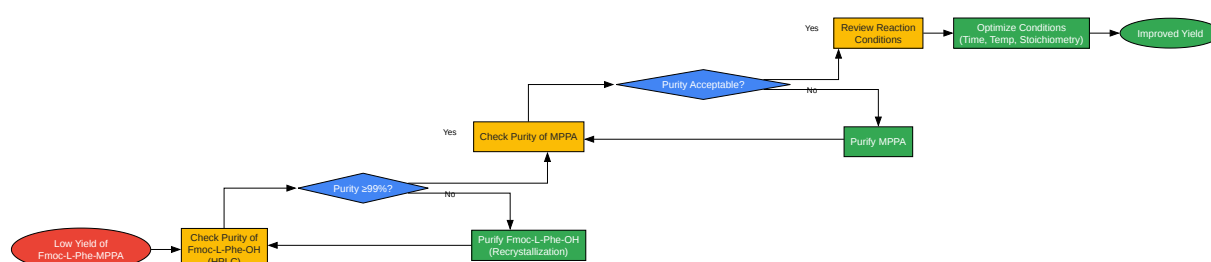 Yes
Review Reaction
Conditions
Optimize Conditions
(Time, Temp, Stoichiometry)
Improved Yield
Purity Acceptable?
No
Yes
Check Purity of MPPA
Purify MPPA
Purity ≥99%?
No
Low Yield of
Fmoc-L-Phe-MPPA
Check Purity of
Fmoc-L-Phe-OH
(HPLC)
Purify Fmoc-L-Phe-OH
(Recrystallization)